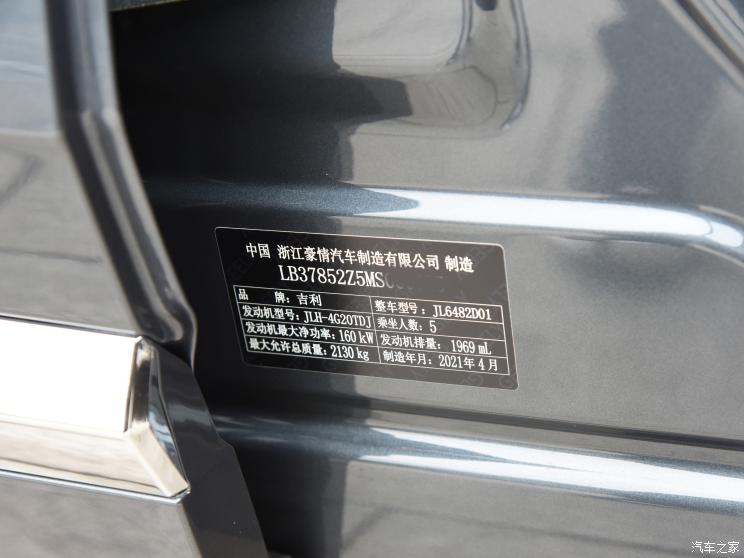 中国 浙江豪情汽车制造有限公司 制造
LB37852Z5MS
品 牌：吉利 整车型号：JL6482D01
发动机型号：JLH-4G20TDJ 乘坐人数：5
发动机最大净功率：160 kW 发动机排量：1969 mL
最大允许总质量：2130 kg 制造年月：2021年4月
汽车之家